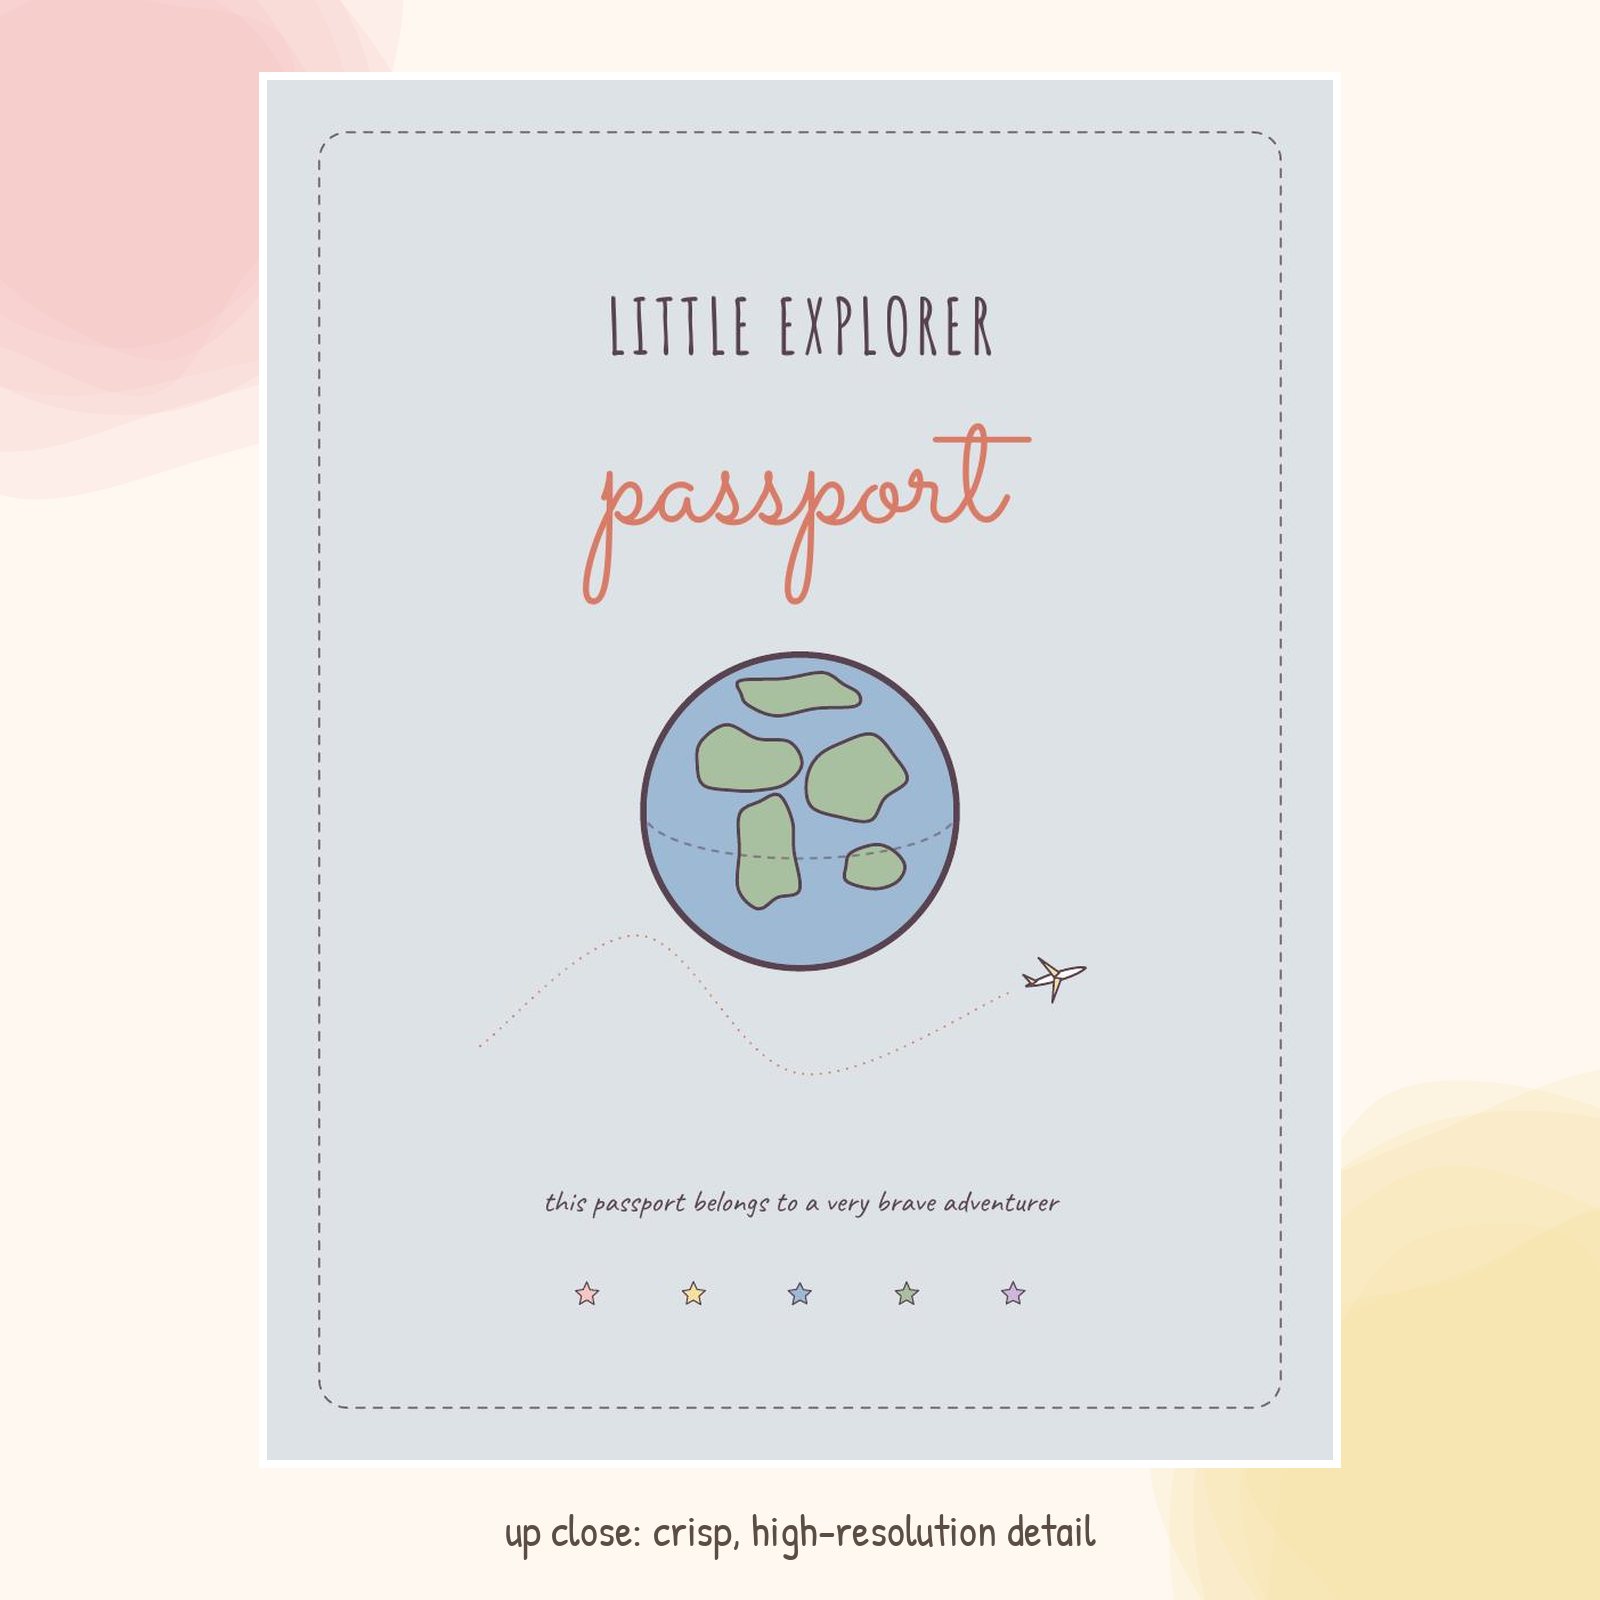 LITTLE EXPLORER
passport
this passport belongs to a very brave adventurer
up close: crisp, high-resolution detail